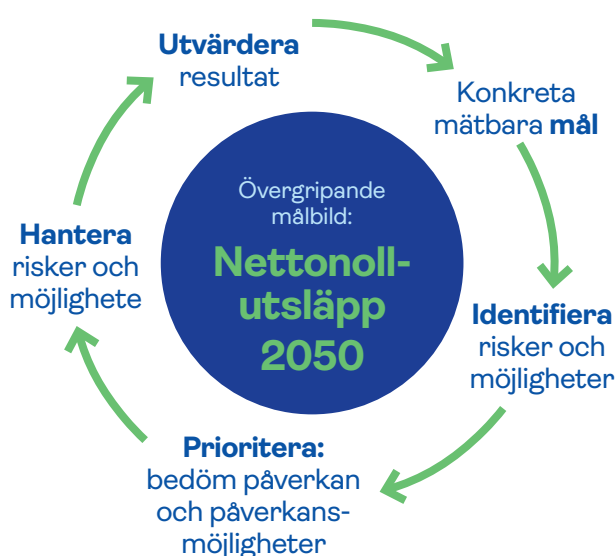 Utvärdera
resultat
Konkreta
mätbara mål
Övergripande
målbild:
Nettonoll-
utsläpp
2050
Identifiera
risker och
möjligheter
Prioritera:
bedöm påverkan
och påverkans-
möjligheter
Hantera
risker och
möjlighete